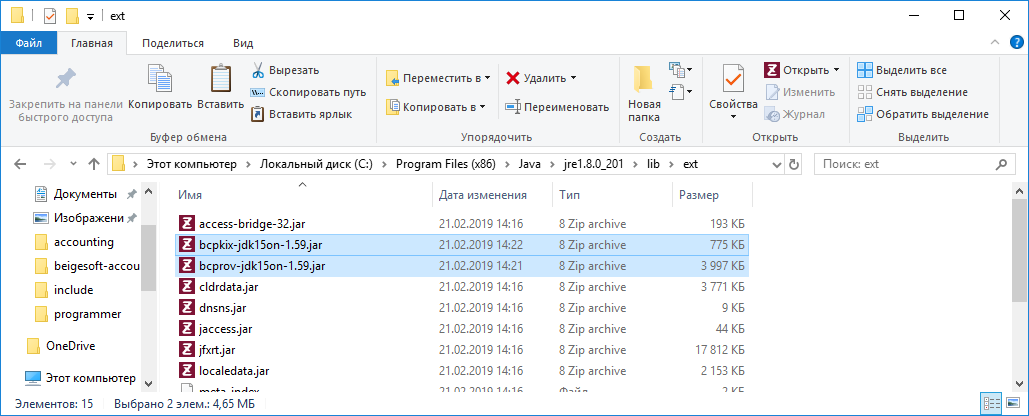 ext
Файл Главная Поделиться Вид
Закрепить на панели быстрого доступа
Копировать
Вставить
Вырезать
Скопировать путь
Вставить ярлык
Буфер обмена
Переместить в
Копировать в
Удалить
Переименовать
Упорядочить
Новая папка
Создать
Свойства
Открыть
Изменить
Журнал
Открыть
Выделить все
Снять выделение
Обратить выделение
Выделить
Этот компьютер Локальный диск (C:) Program Files (x86) Java jre1.8.0_201 lib ext
Поиск: ext
Документы
Изображени
accounting
beigesoft-accou
include
programmer
OneDrive
Этот компьютер
Имя Дата изменения Тип Размер
access-bridge-32.jar 21.02.2019 14:16 8 Zip archive 193 КБ
bcpkix-jdk15on-1.59.jar 21.02.2019 14:22 8 Zip archive 775 КБ
bcprov-jdk15on-1.59.jar 21.02.2019 14:21 8 Zip archive 3 997 КБ
cldrdata.jar 21.02.2019 14:16 8 Zip archive 3 771 КБ
dnsns.jar 21.02.2019 14:16 8 Zip archive 9 КБ
jaccess.jar 21.02.2019 14:16 8 Zip archive 44 КБ
jfxrt.jar 21.02.2019 14:16 8 Zip archive 17 812 КБ
localedata.jar 21.02.2019 14:16 8 Zip archive 2 153 КБ
meta-index 21.02.2019 14:16 Файл 2 КБ
Элементов: 15 Выбрано 2 элем.: 4,65 МБ